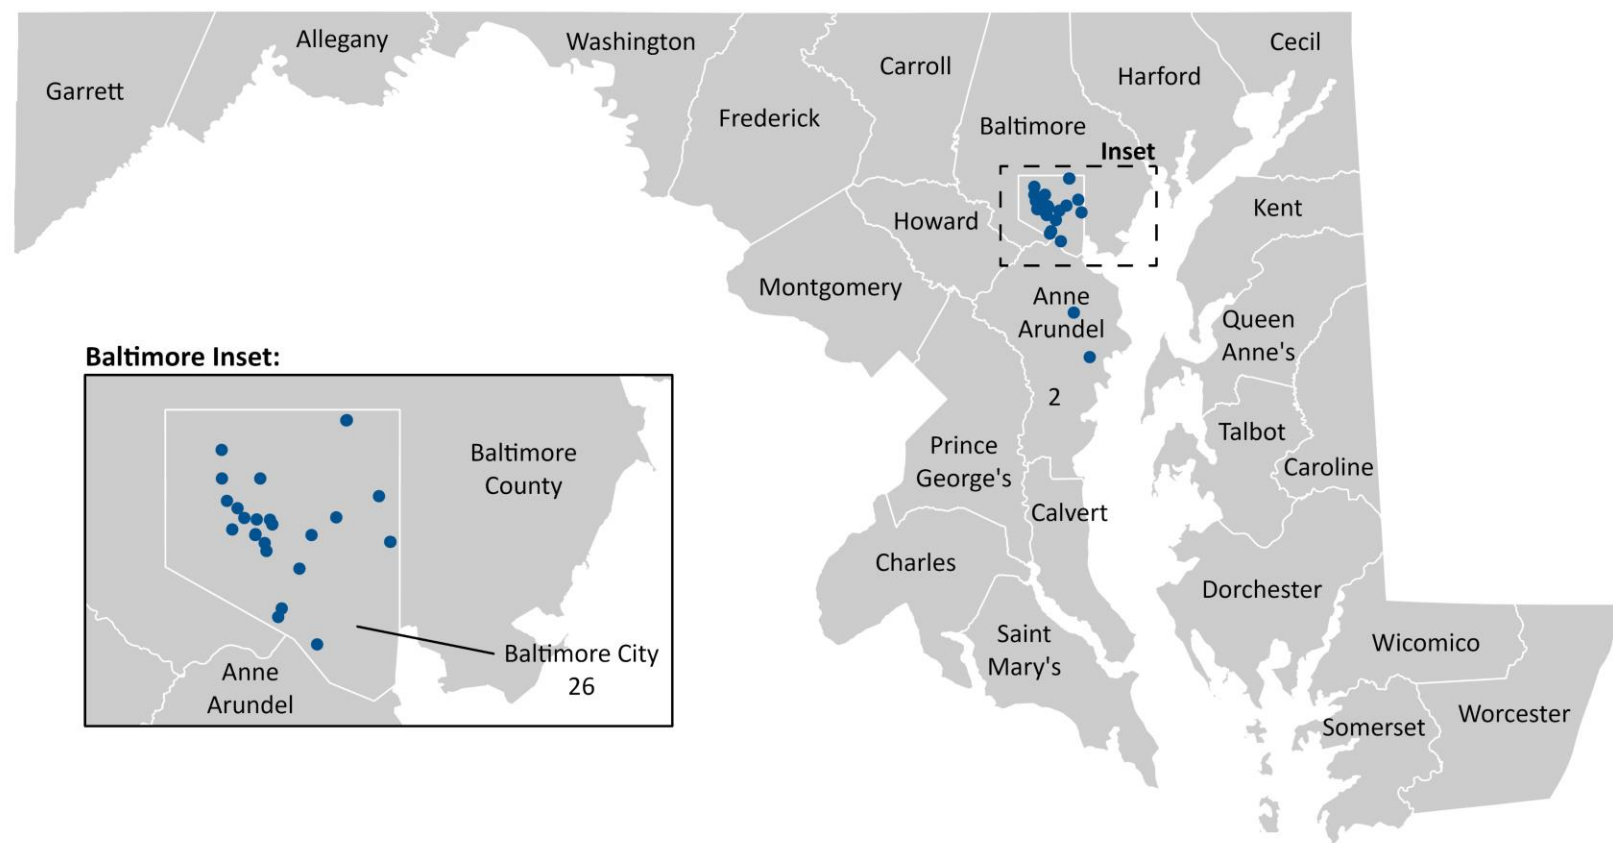 Garrett
Allegany
Washington
Frederick
Carroll
Baltimore
Harford
Cecil
Inset
Howard
Montgomery
Kent
Anne
Arundel
2
Queen
Anne's
Talbot
Caroline
Prince
George's
Calvert
Charles
Saint
Mary's
Dorchester
Wicomico
Somerset
Worcester
Baltimore Inset:
Baltimore
County
Baltimore City
26
Anne
Arundel